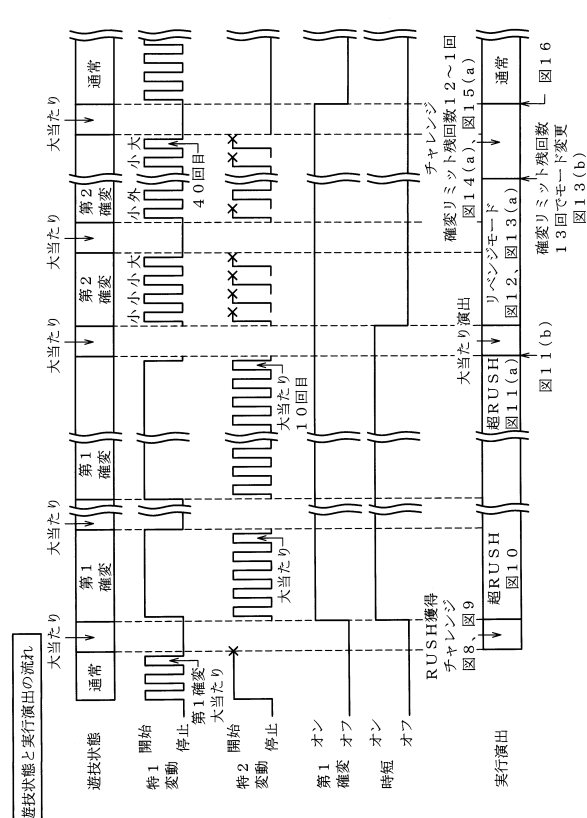 遊技状態と実行演出の流れ
大当たり
大当たり
大当たり
大当たり
大当たり
遊技状態
通常
第1
確変
第1
確変
第2
確変
第2
確変
通常
特1
変動
開始
停止
第1確変
大当たり
小小小大
小外
小大
40回目
特2
変動
開始
停止
大当たり
大当たり
10回目
第1
確変
オン
オフ
時短
オン
オフ
RUSH獲得
チャレンジ
図8、図9
大当たり演出
チャレンジ
確変リミット残回数12~1回
図14(a)、図15(a)
実行演出
超RUSH
図10
超RUSH
図11(a)
リベンジモード
図12、図13(a)
通常
図11(b)
確変リミット残回数
13回でモード変更
図13(b)
図16